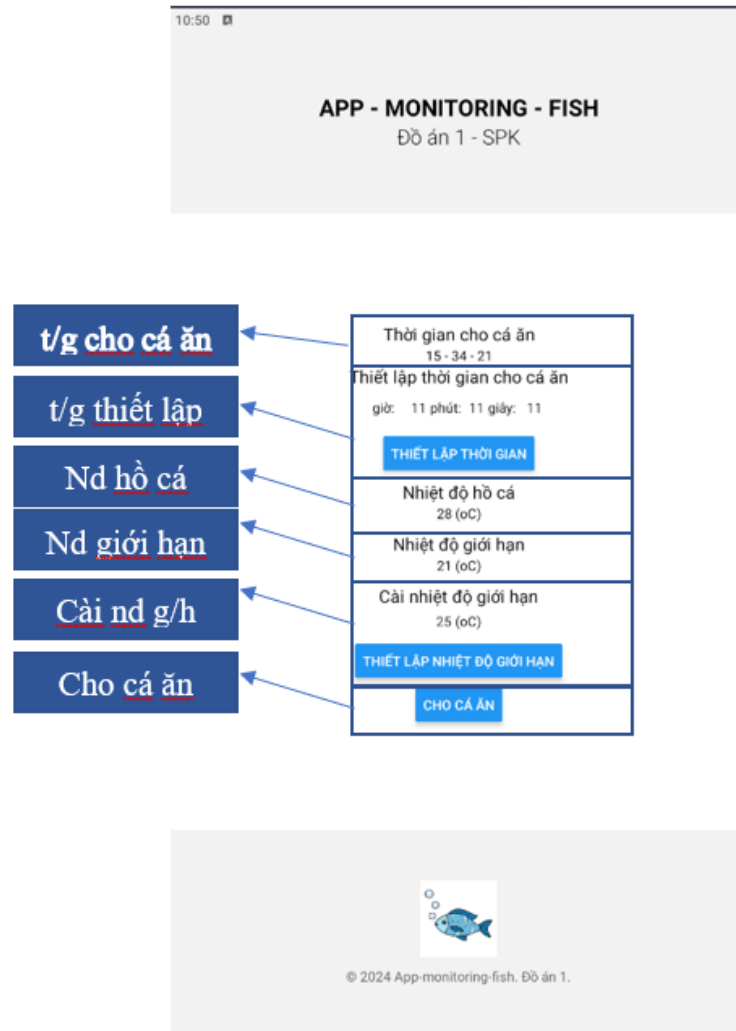 10:50
APP - MONITORING - FISH
Đồ án 1 - SPK
t/g cho cá ăn
t/g thiết lập
Nd hồ cá
Nd giới hạn
Cài nd g/h
Cho cá ăn
Thời gian cho cá ăn
15 - 34 - 21
Thiết lập thời gian cho cá ăn
giờ: 11 phút: 11 giây: 11
THIẾT LẬP THỜI GIAN
Nhiệt độ hồ cá
28 (oC)
Nhiệt độ giới hạn
21 (oC)
Cài nhiệt độ giới hạn
25 (oC)
THIẾT LẬP NHIỆT ĐỘ GIỚI HẠN
CHO CÁ ĂN
© 2024 App-monitoring-fish. Đồ án 1.